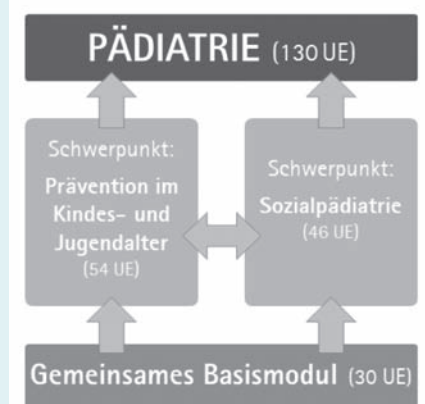 PÄDIATRIE (130 UE)
Schwerpunkt:
Prävention im
Kindes- und
Jugendalter
(54 UE)
Schwerpunkt:
Sozialpädiatrie
(46 UE)
Gemeinsames Basismodul (30 UE)